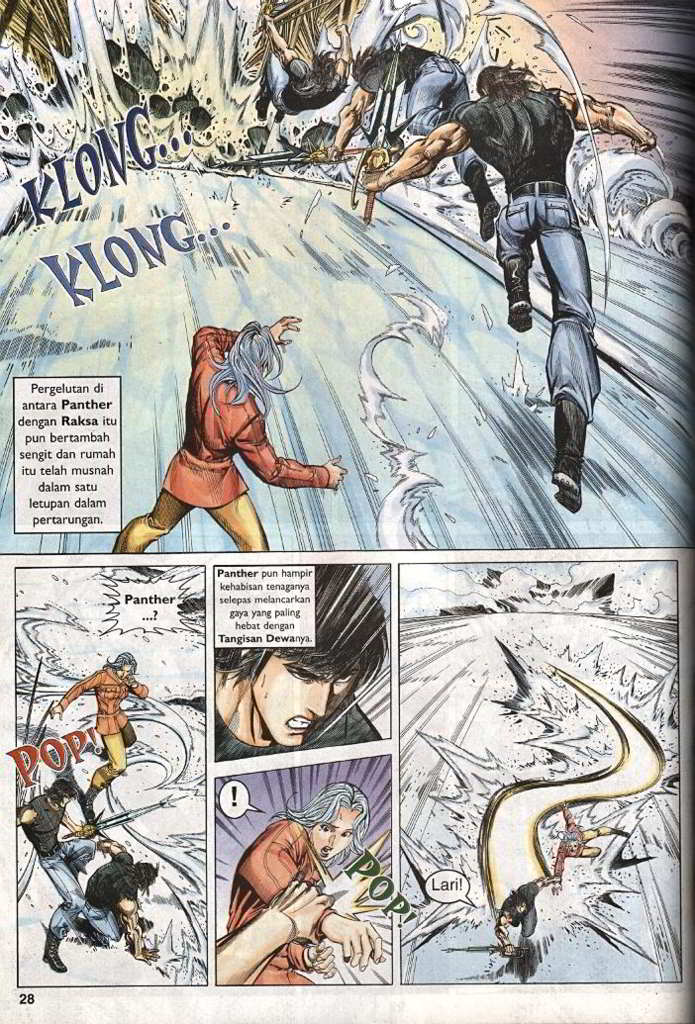 KLONG...
KLONG...
Pergelutan di
antara Panther
dengan Raksa itu
pun bertambah
sengit dan rumah
itu telah musnah
dalam satu
letupan dalam
pertarungan.
Panther
...?
POP!
Panther pun hampir
kehabisan tenaganya
selepas melancarkan
gaya yang paling
hebat dengan
Tangisan Dewanya.
!
POP!
Lari!
28